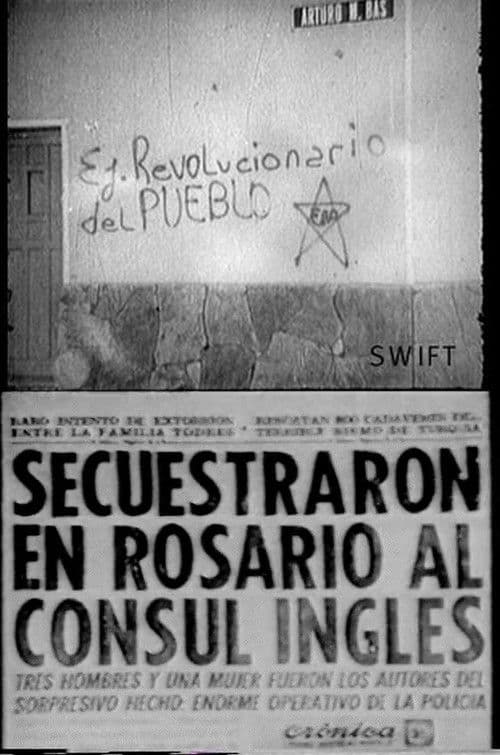 ARTURO M. BAS
Ej. Revolucionario
del PUEBLO
ERP
SWIFT
RARO INTENTO DE EXTORSION
ENTRE LA FAMILIA TODRES
RESCATAN 800 CADAVERES DEL
TERRIBLE SISMO DE TURQUIA
SECUESTRARON
EN ROSARIO AL
CONSUL INGLES
TRES HOMBRES Y UNA MUJER FUERON LOS AUTORES DEL
SORPRESIVO HECHO: ENORME OPERATIVO DE LA POLICIA
crónica